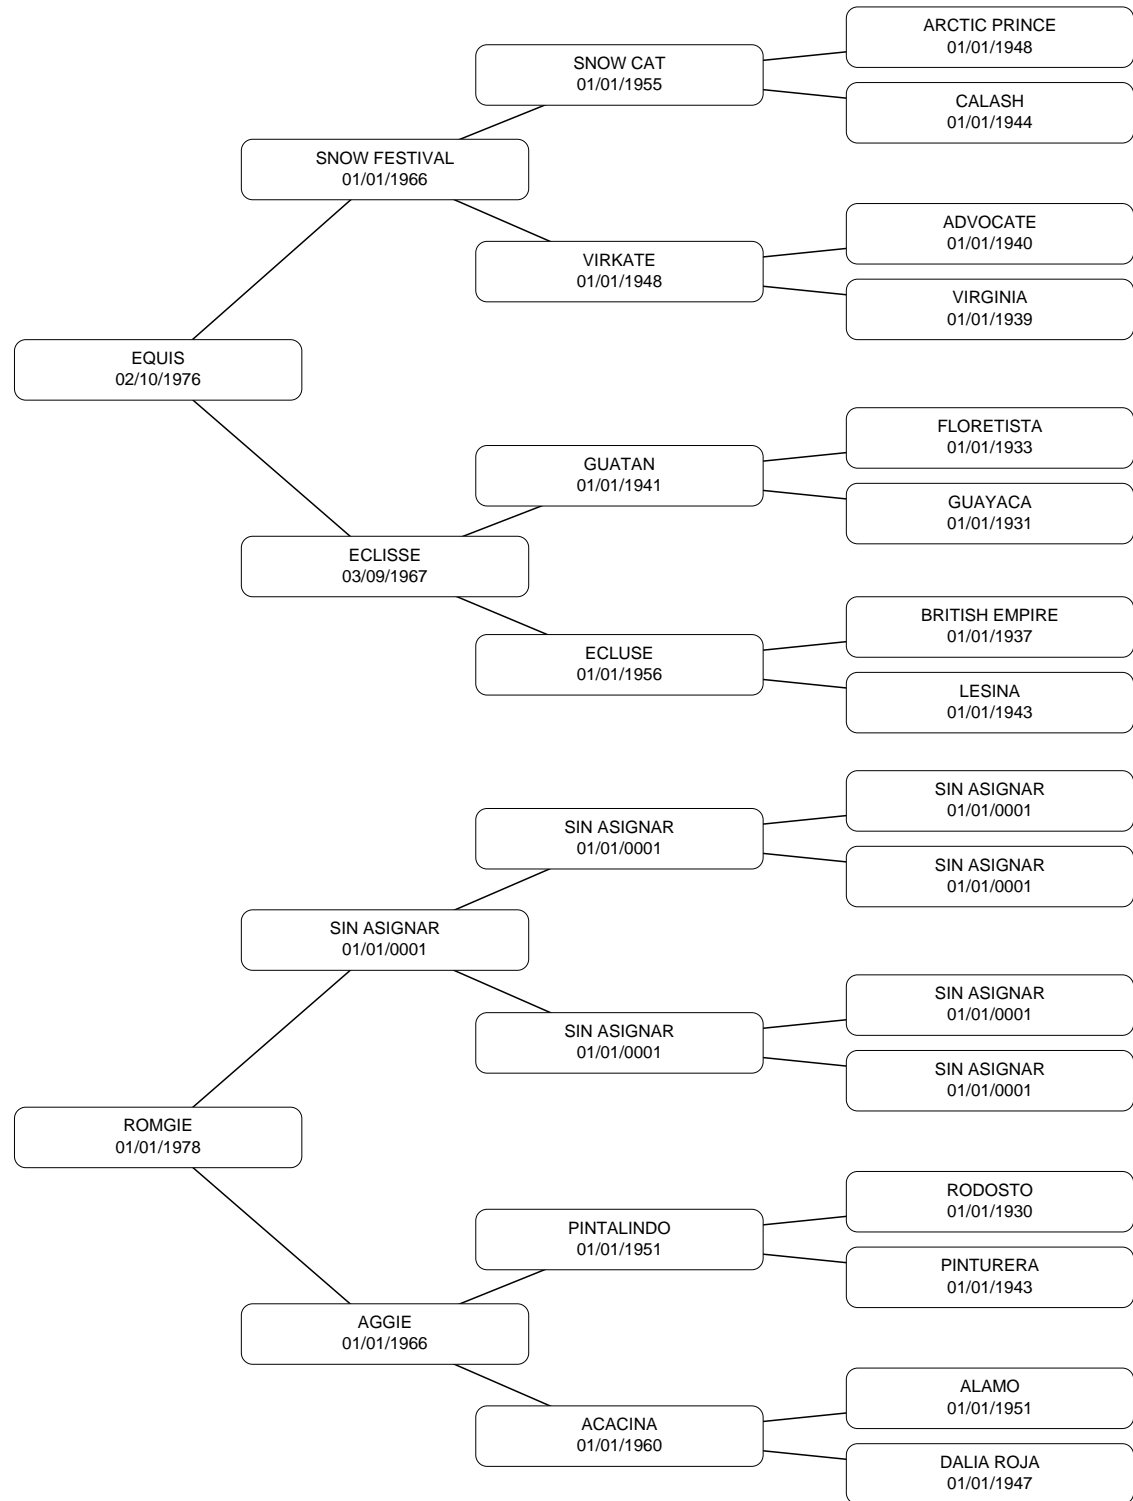 ARCTIC PRINCE
01/01/1948
SNOW CAT
01/01/1955
CALASH
01/01/1944
SNOW FESTIVAL
01/01/1966
ADVOCATE
01/01/1940
VIRKATE
01/01/1948
VIRGINIA
01/01/1939
EQUIS
02/10/1976
FLORETISTA
01/01/1933
GUATAN
01/01/1941
GUAYACA
01/01/1931
ECLISSE
03/09/1967
BRITISH EMPIRE
01/01/1937
ECLUSE
01/01/1956
LESINA
01/01/1943
SIN ASIGNAR
01/01/0001
SIN ASIGNAR
01/01/0001
SIN ASIGNAR
01/01/0001
SIN ASIGNAR
01/01/0001
SIN ASIGNAR
01/01/0001
SIN ASIGNAR
01/01/0001
SIN ASIGNAR
01/01/0001
ROMGIE
01/01/1978
RODOSTO
01/01/1930
PINTALINDO
01/01/1951
PINTURERA
01/01/1943
AGGIE
01/01/1966
ALAMO
01/01/1951
ACACINA
01/01/1960
DALIA ROJA
01/01/1947